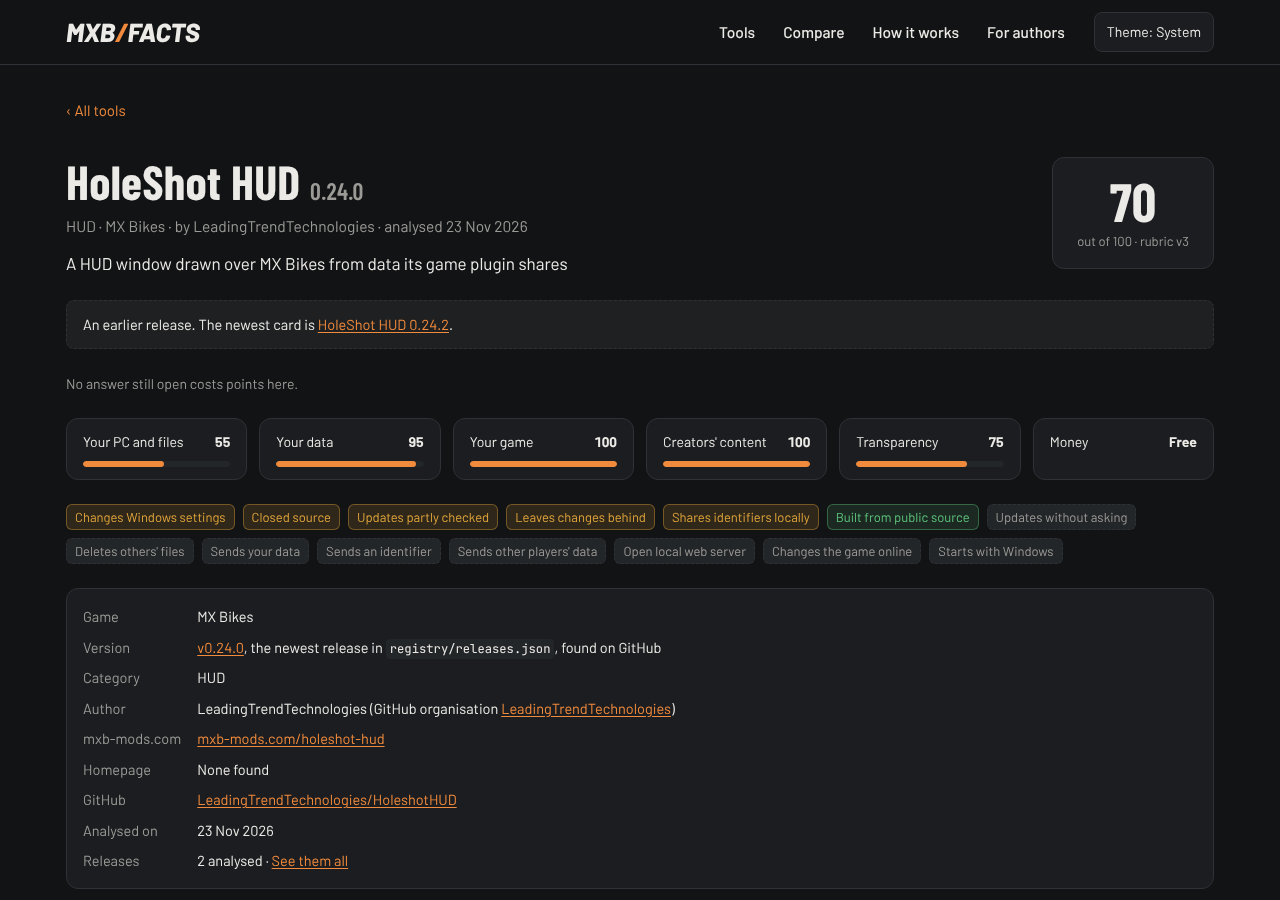 MXB/FACTS
Tools
Compare
How it works
For authors
Theme: System
‹ All tools
HoleShot HUD 0.24.0
HUD · MX Bikes · by LeadingTrendTechnologies · analysed 23 Nov 2026
A HUD window drawn over MX Bikes from data its game plugin shares
70
out of 100 · rubric v3
An earlier release. The newest card is HoleShot HUD 0.24.2.
No answer still open costs points here.
Your PC and files 55
Your data 95
Your game 100
Creators' content 100
Transparency 75
Money Free
Changes Windows settings
Closed source
Updates partly checked
Leaves changes behind
Shares identifiers locally
Built from public source
Updates without asking
Deletes others' files
Sends your data
Sends an identifier
Sends other players' data
Open local web server
Changes the game online
Starts with Windows
Game MX Bikes
Version v0.24.0, the newest release in registry/releases.json, found on GitHub
Category HUD
Author LeadingTrendTechnologies (GitHub organisation LeadingTrendTechnologies)
mxb-mods.com mxb-mods.com/holeshot-hud
Homepage None found
GitHub LeadingTrendTechnologies/HoleshotHUD
Analysed on 23 Nov 2026
Releases 2 analysed · See them all